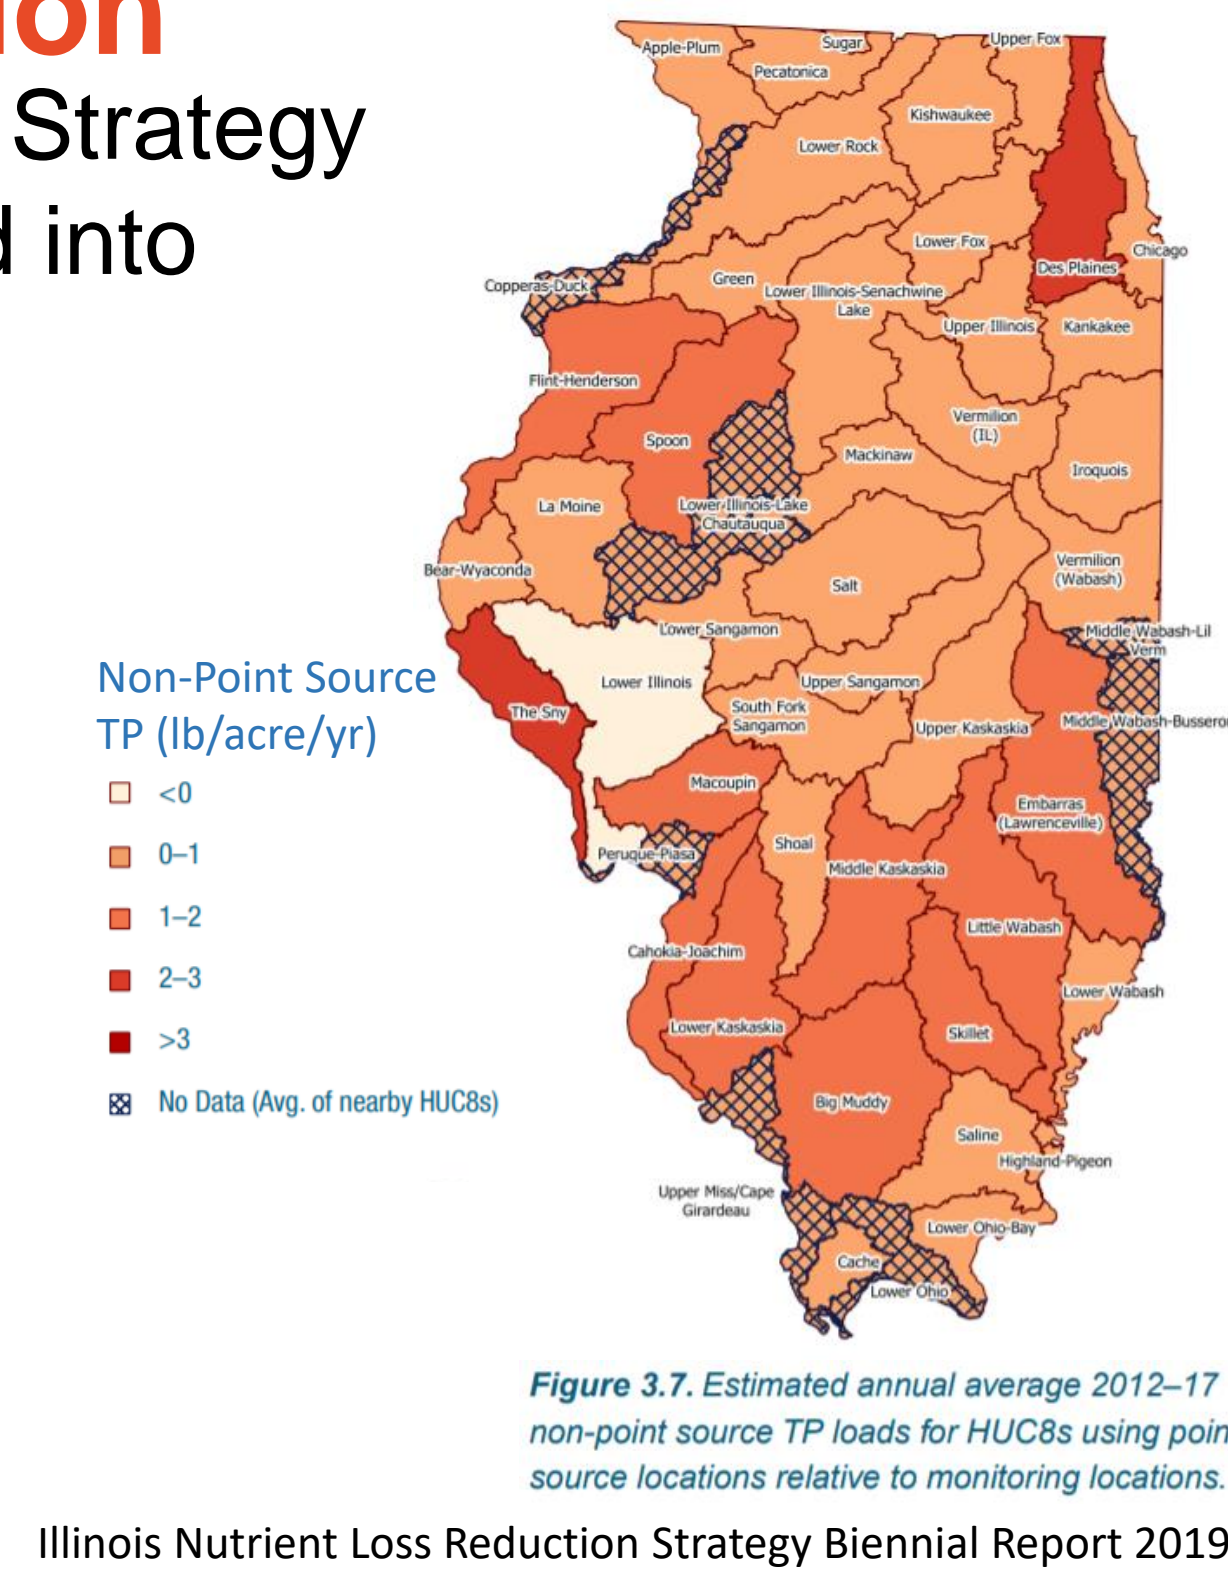 ion
Strategy
d into
Apple-Plum
Sugar
Upper Fox
Pecatonica
Kishwaukee
Lower Rock
Lower Fox
Chicago
Des Plaines
Green
Copperas-Duck
Lower Illinois-Senachwine
Lake
Upper Illinois
Kankakee
Flint-Henderson
Vermilion
(IL)
Spoon
Mackinaw
Iroquois
La Moine
Lower Illinois-Lake
Chautauqua
Bear-Wyaconda
Vermilion
(Wabash)
Salt
Lower Sangamon
Middle Wabash-Lil
Verm
Lower Illinois
Upper Sangamon
The Sny
South Fork
Sangamon
Upper Kaskaskia
Middle Wabash-Busseron
Macoupin
Embarras
(Lawrenceville)
Shoal
Peruque-Piasa
Middle Kaskaskia
Little Wabash
Cahokia-Joachim
Lower Wabash
Lower Kaskaskia
Skillet
Big Muddy
Saline
Highland-Pigeon
Upper Miss/Cape
Girardeau
Lower Ohio-Bay
Cache
Lower Ohio
Non-Point Source
TP (lb/acre/yr)
<0
0–1
1–2
2–3
>3
No Data (Avg. of nearby HUC8s)
Figure 3.7. Estimated annual average 2012–17
non-point source TP loads for HUC8s using poin
source locations relative to monitoring locations.
Illinois Nutrient Loss Reduction Strategy Biennial Report 2019